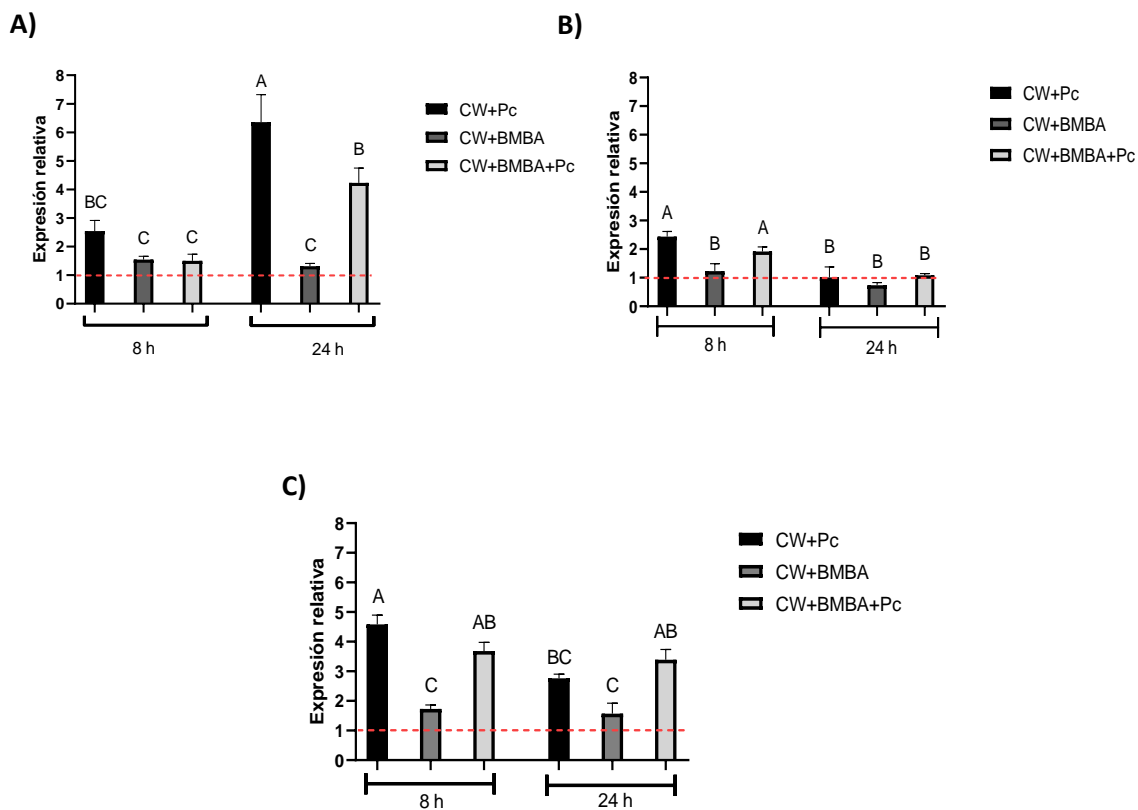 A)
Expresión relativa
8
7
6
5
4
3
2
1
0
BC
C
C
A
C
B
8 h
24 h
CW+Pc
CW+BMBA
CW+BMBA+Pc
B)
Expresión relativa
8
7
6
5
4
3
2
1
0
A
B
A
B
B
B
8 h
24 h
CW+Pc
CW+BMBA
CW+BMBA+Pc
C)
Expresión relativa
8
7
6
5
4
3
2
1
0
A
C
AB
BC
C
AB
8 h
24 h
CW+Pc
CW+BMBA
CW+BMBA+Pc